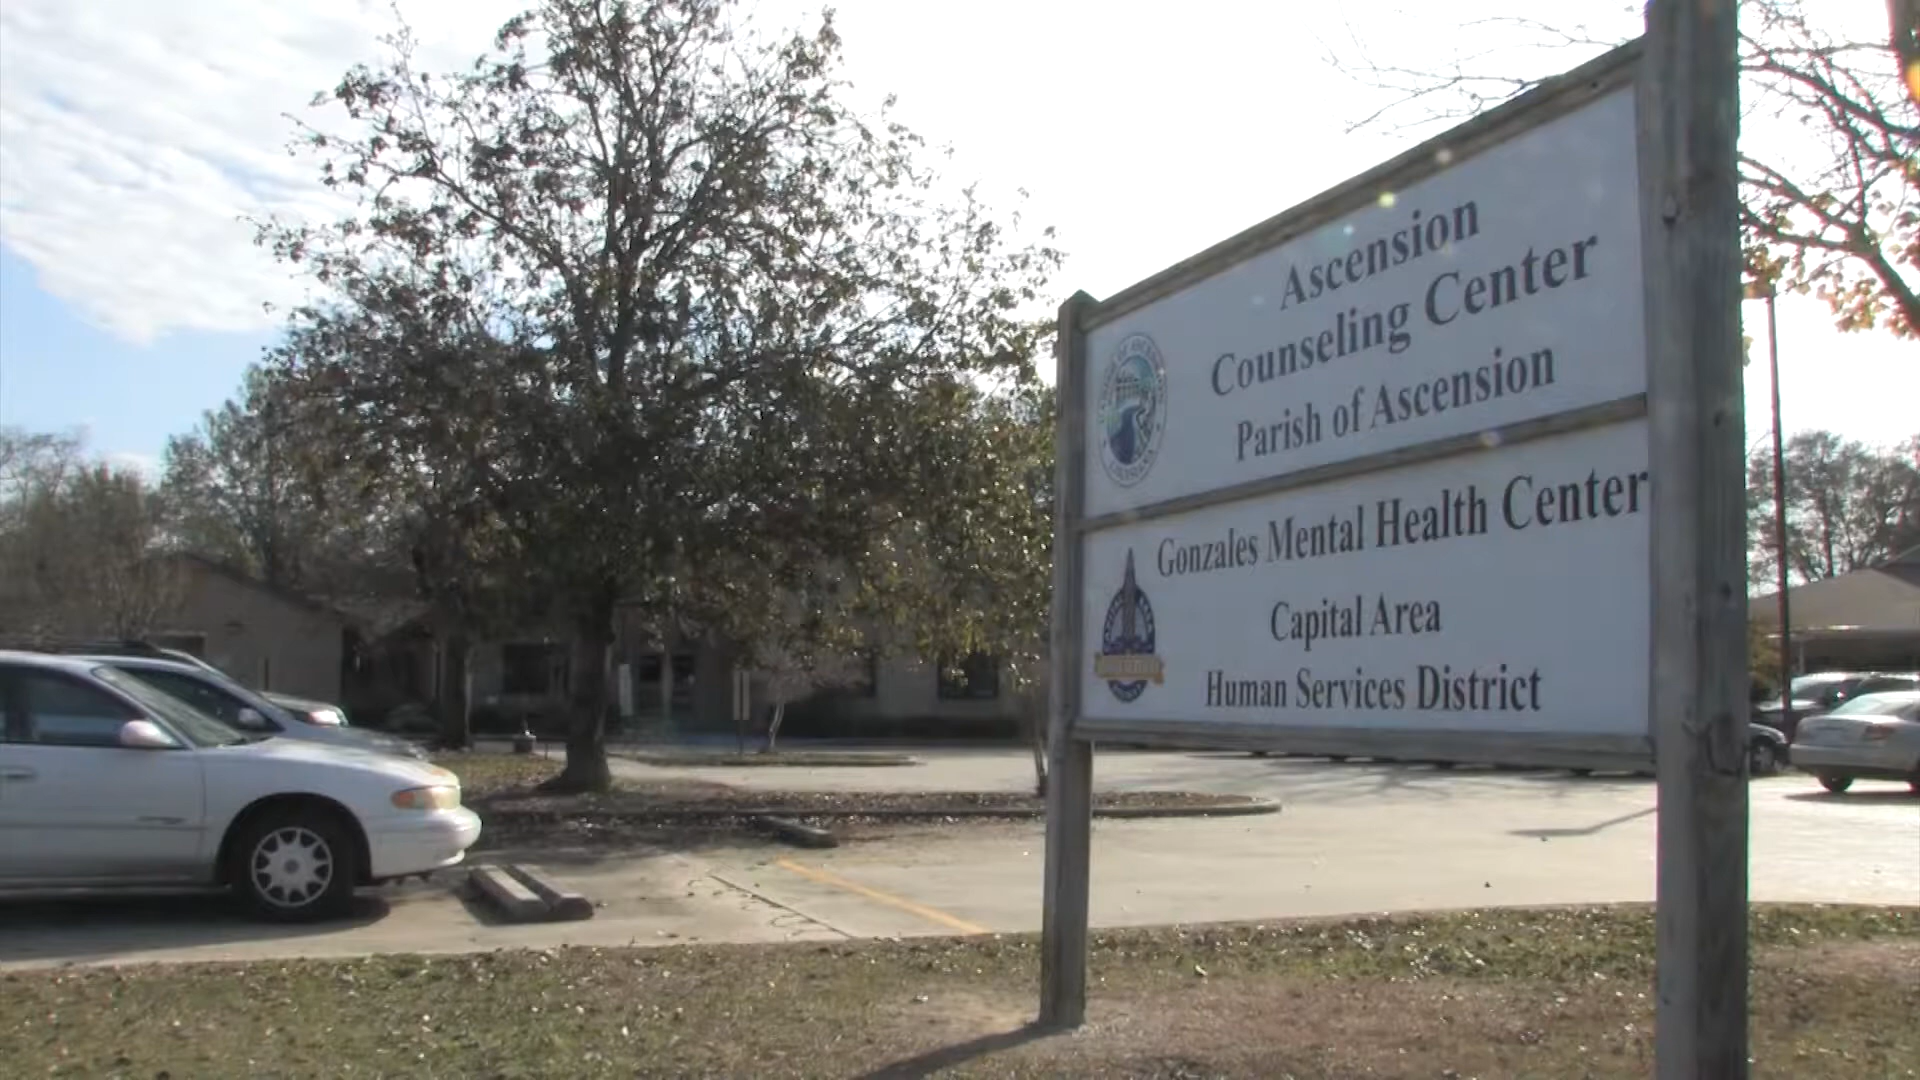 Ascension
Counseling Center
Parish of Ascension
Gonzales Mental Health Center
Capital Area
Human Services District